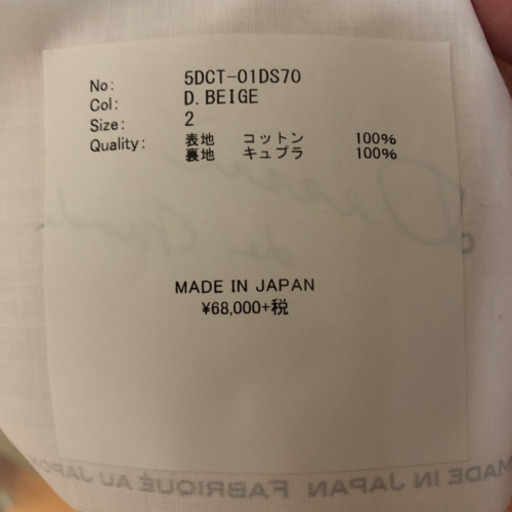 No: 5DCT-01DS70
Col: D.BEIGE
Size: 2
Quality: 表地 コットン 100%
裏地 キュプラ 100%
MADE IN JAPAN
¥68,000+税
MADE IN JAPAN FABRIQUÉ AU JAPON